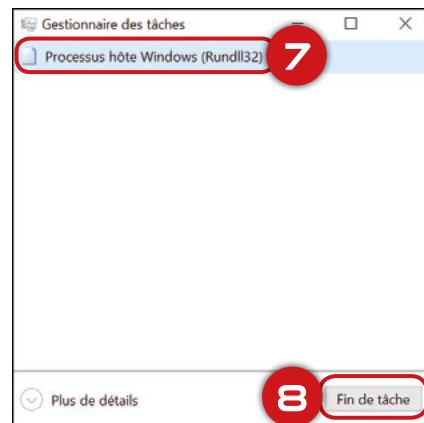 Gestionnaire des tâches
Processus hôte Windows (Rundll32)
7
Plus de détails
8
Fin de tâche